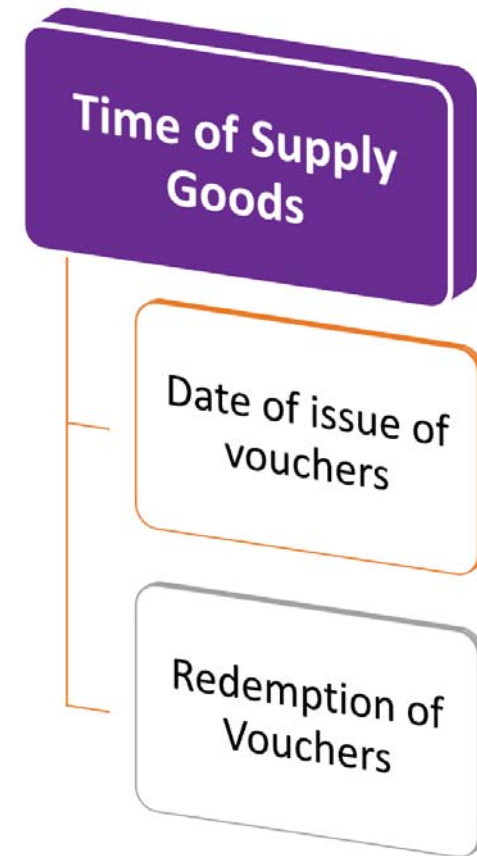 Time of Supply
Goods
Date of issue of
vouchers
Redemption of
Vouchers